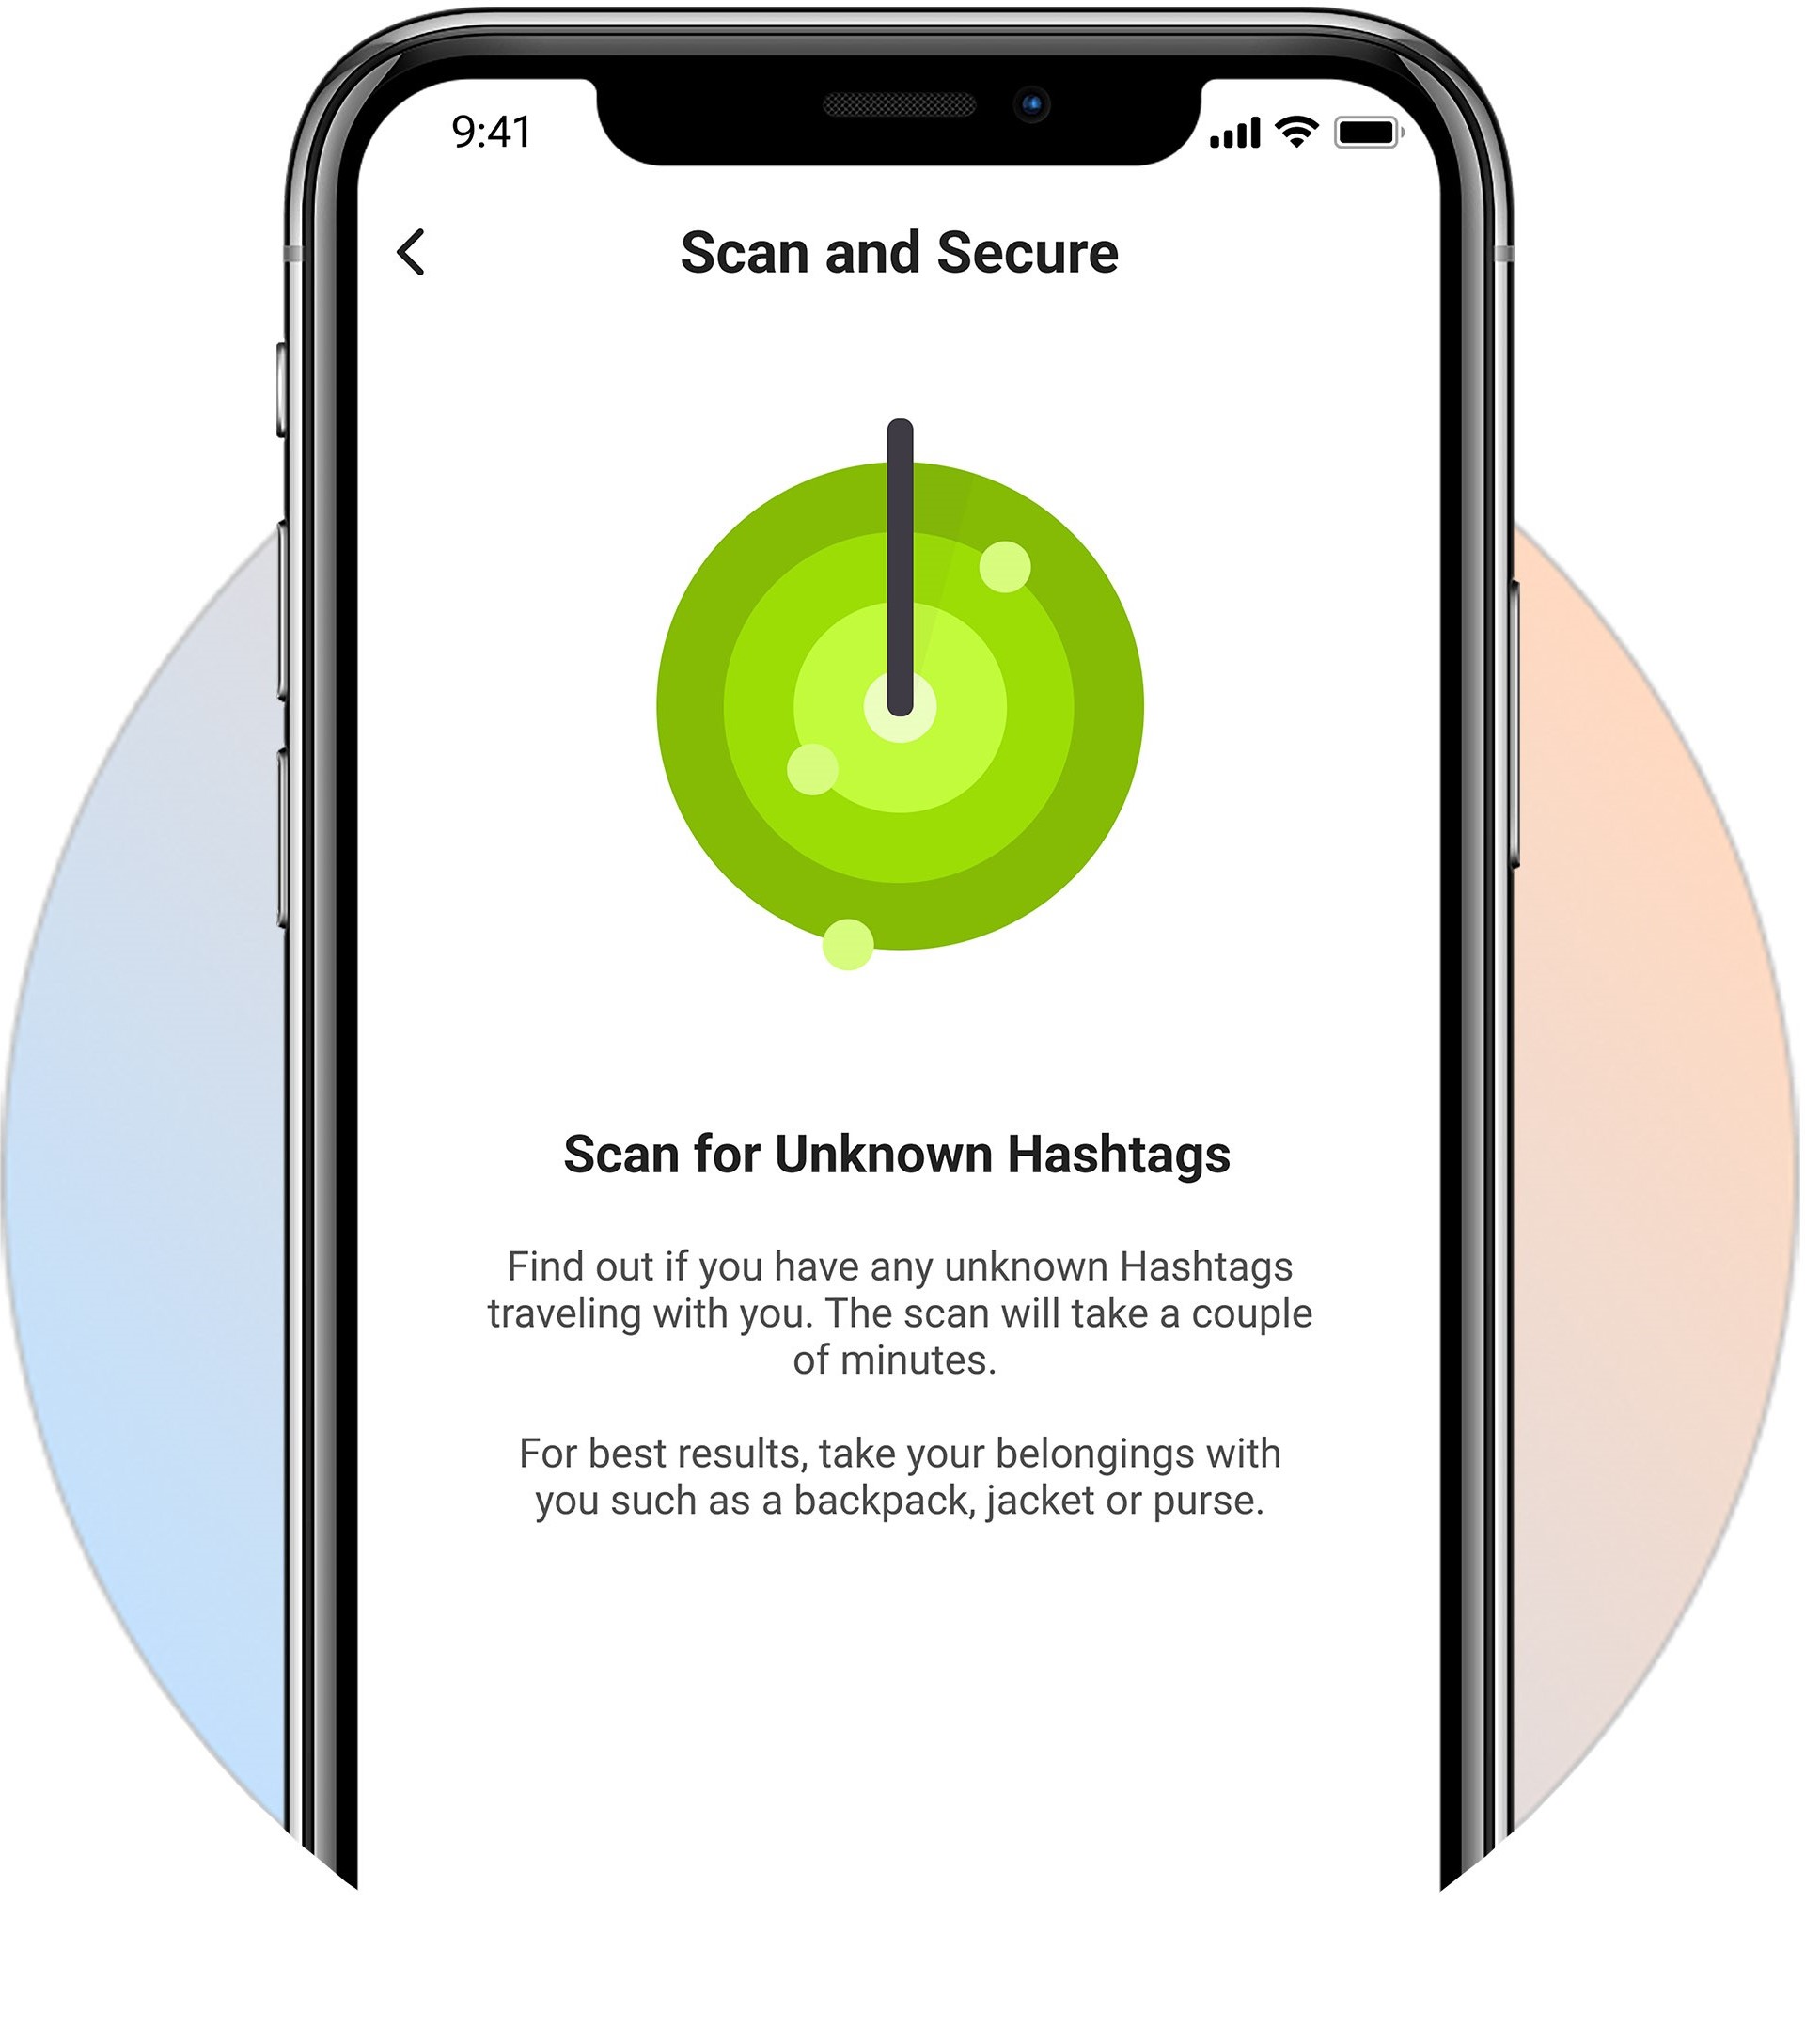 9:41
Scan and Secure
Scan for Unknown Hashtags
Find out if you have any unknown Hashtags
traveling with you. The scan will take a couple
of minutes.
For best results, take your belongings with
you such as a backpack, jacket or purse.